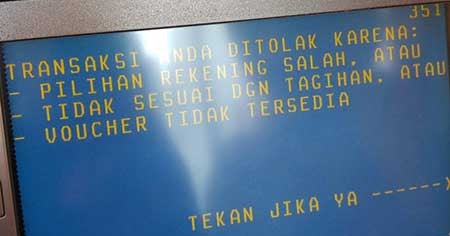 351
TRANSAKSI ANDA DITOLAK KARENA:
- PILIHAN REKENING SALAH, ATAU
- TIDAK SESUAI DGN TAGIHAN, ATAU
- VOUCHER TIDAK TERSEDIA
TEKAN JIKA YA ------>